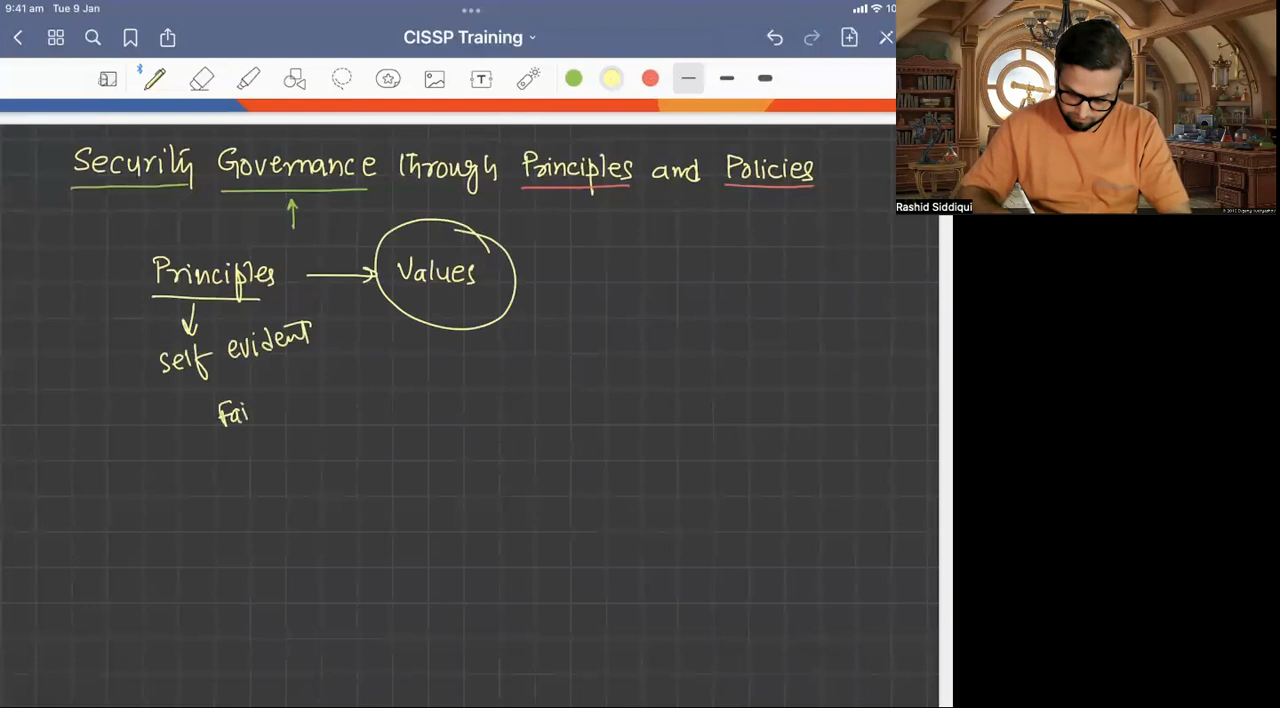 9:41 am Tue 9 Jan
10
CISSP Training
T
Security Governance through Principles and Policies
Principles
Values
self evident
Fai
Rashid Siddiqui